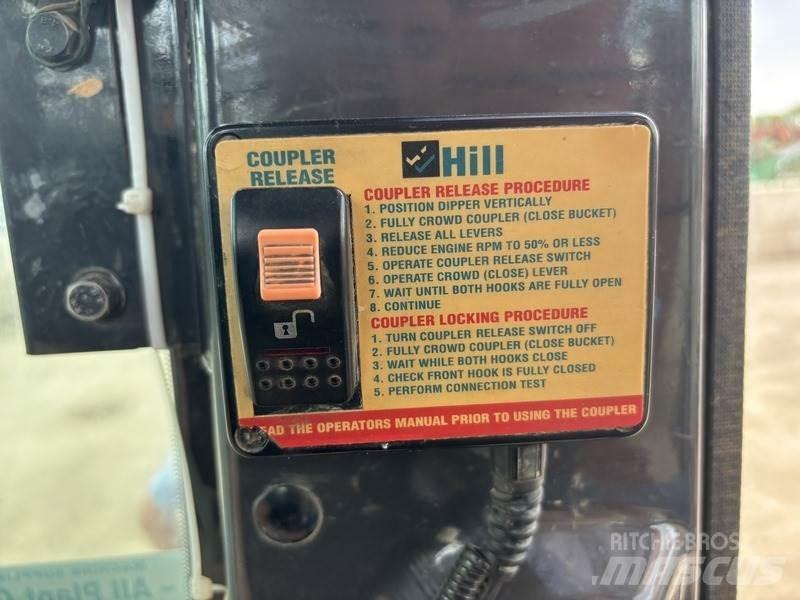 COUPLER
RELEASE
Hill
COUPLER RELEASE PROCEDURE
1. POSITION DIPPER VERTICALLY
2. FULLY CROWD COUPLER (CLOSE BUCKET)
3. RELEASE ALL LEVERS
4. REDUCE ENGINE RPM TO 50% OR LESS
5. OPERATE COUPLER RELEASE SWITCH
6. OPERATE CROWD (CLOSE) LEVER
7. WAIT UNTIL BOTH HOOKS ARE FULLY OPEN
8. CONTINUE
COUPLER LOCKING PROCEDURE
1. TURN COUPLER RELEASE SWITCH OFF
2. FULLY CROWD COUPLER (CLOSE BUCKET)
3. WAIT WHILE BOTH HOOKS CLOSE
4. CHECK FRONT HOOK IS FULLY CLOSED
5. PERFORM CONNECTION TEST
EAD THE OPERATORS MANUAL PRIOR TO USING THE COUPLER
- All Plant
RITCHIE BROS
MASCUS